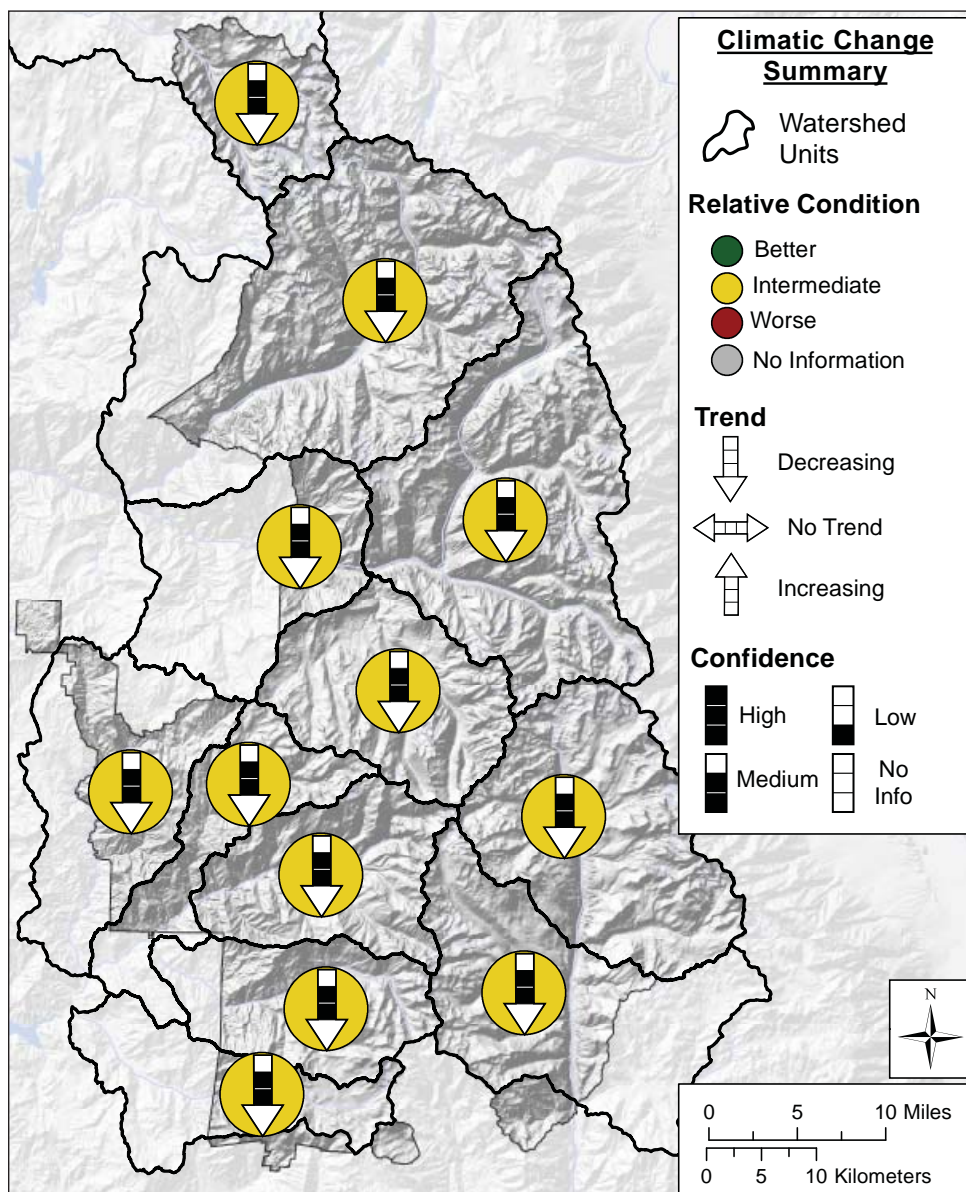 Climatic Change
Summary
Watershed
Units
Relative Condition
Better
Intermediate
Worse
No Information
Trend
Decreasing
No Trend
Increasing
Confidence
High
Low
Medium
No
Info
N
0 5 10 Miles
0 5 10 Kilometers